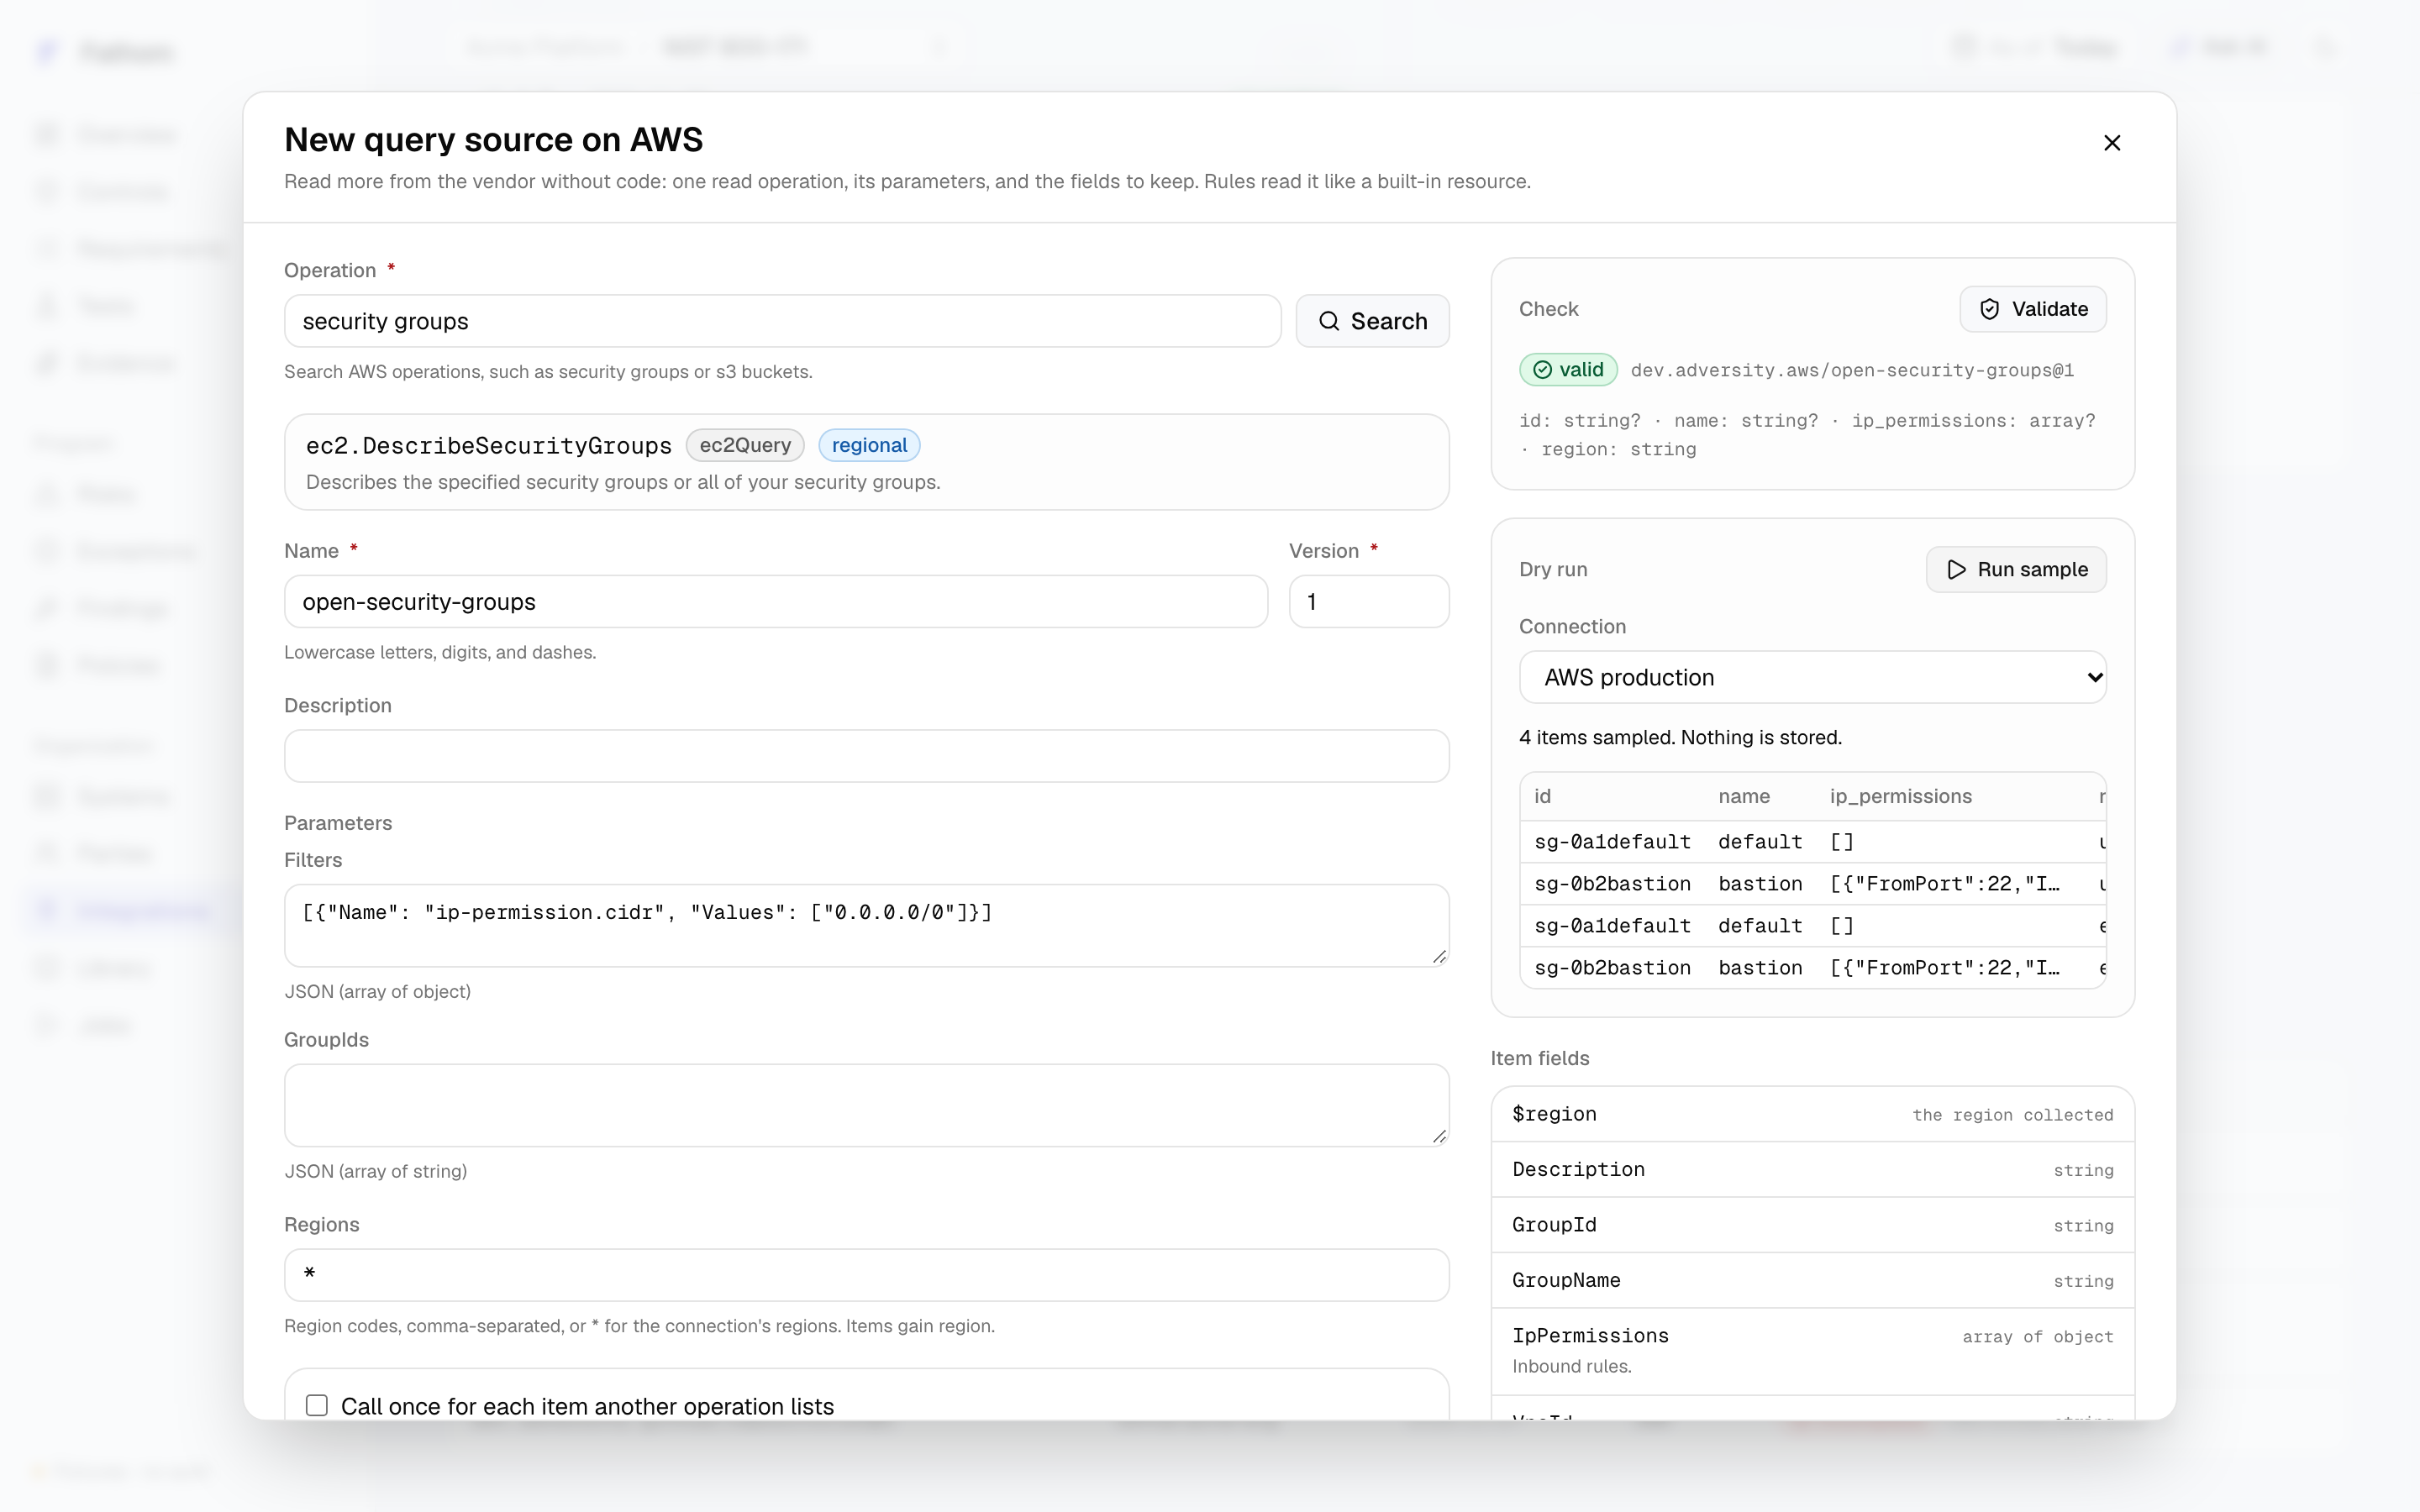 New query source on AWS
Read more from the vendor without code: one read operation, its parameters, and the fields to keep. Rules read it like a built-in resource.
Operation *
security groups
Search
Search AWS operations, such as security groups or s3 buckets.
ec2.DescribeSecurityGroups ec2Query regional
Describes the specified security groups or all of your security groups.
Name * Version *
open-security-groups 1
Lowercase letters, digits, and dashes.
Description
Parameters
Filters
[{"Name": "ip-permission.cidr", "Values": ["0.0.0.0/0"]}]
JSON (array of object)
GroupIds
JSON (array of string)
Regions
*
Region codes, comma-separated, or * for the connection's regions. Items gain region.
Call once for each item another operation lists
Check Validate
valid dev.adversity.aws/open-security-groups@1
id: string? · name: string? · ip_permissions: array?
· region: string
Dry run Run sample
Connection
AWS production
4 items sampled. Nothing is stored.
id name ip_permissions
sg-0a1default default []
sg-0b2bastion bastion [{"FromPort":22,"I…
sg-0a1default default []
sg-0b2bastion bastion [{"FromPort":22,"I…
Item fields
$region the region collected
Description string
GroupId string
GroupName string
IpPermissions array of object
Inbound rules.